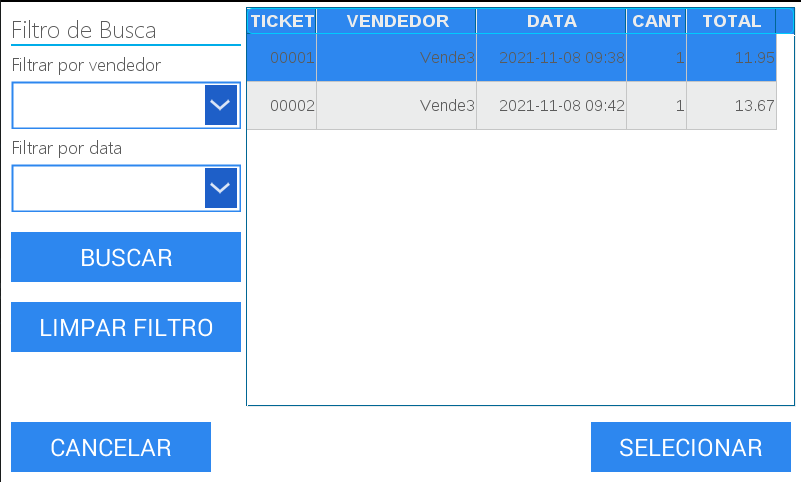 Filtro de Busca
Filtrar por vendedor
Filtrar por data
BUSCAR
LIMPAR FILTRO
CANCELAR
TICKET VENDEDOR DATA CANT TOTAL
00001 Vende3 2021-11-08 09:38 1 11.95
00002 Vende3 2021-11-08 09:42 1 13.67
SELECIONAR